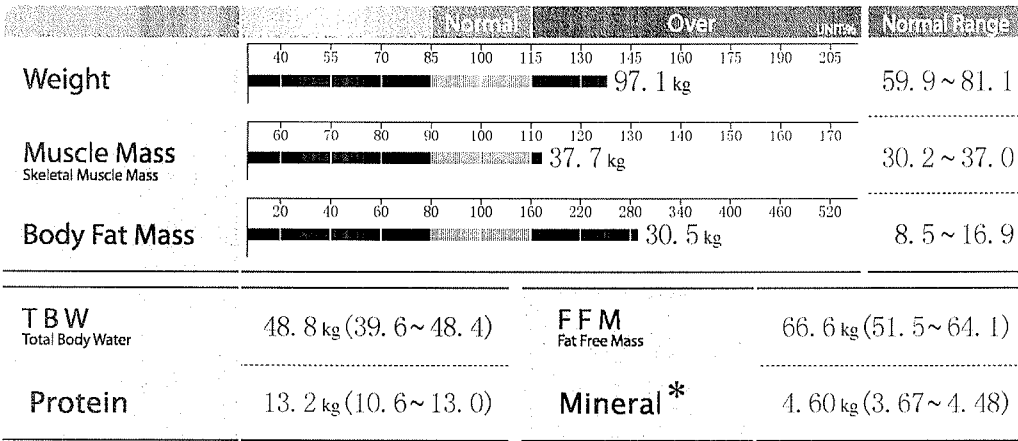 Normal Over UNIT:% Normal Range
40 55 70 85 100 115 130 145 160 175 190 205
Weight 97.1 kg 59.9~81.1
60 70 80 90 100 110 120 130 140 150 160 170
Muscle Mass 37.7 kg 30.2~37.0
Skeletal Muscle Mass
20 40 60 80 100 160 220 280 340 400 460 520
Body Fat Mass 30.5 kg 8.5~16.9
TBW 48.8 kg (39.6~48.4) FFM 66.6 kg (51.5~64.1)
Total Body Water Fat Free Mass
Protein 13.2 kg (10.6~13.0) Mineral * 4.60 kg (3.67~4.48)